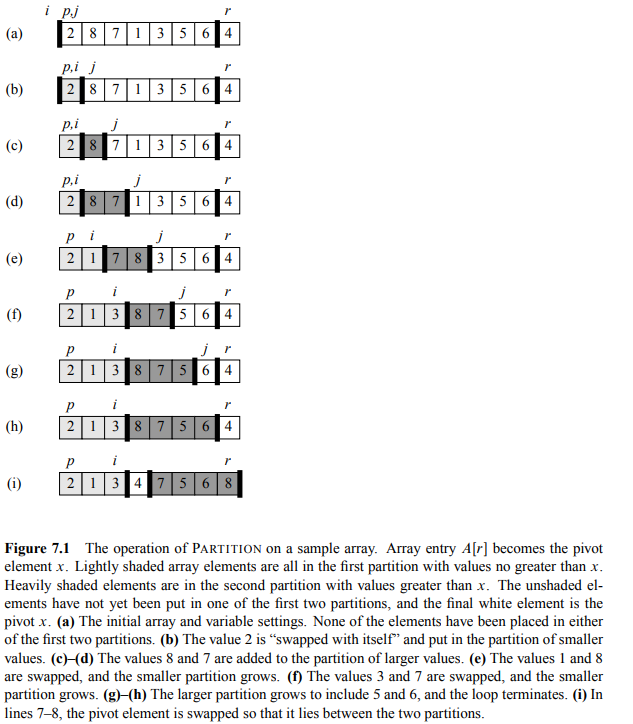 i p,j r
(a) 2 8 7 1 3 5 6 4
p,i j r
(b) 2 8 7 1 3 5 6 4
p,i j r
(c) 2 8 7 1 3 5 6 4
p,i j r
(d) 2 8 7 1 3 5 6 4
p i j r
(e) 2 1 7 8 3 5 6 4
p i j r
(f) 2 1 3 8 7 5 6 4
p i j r
(g) 2 1 3 8 7 5 6 4
p i r
(h) 2 1 3 8 7 5 6 4
p i r
(i) 2 1 3 4 7 5 6 8
Figure 7.1 The operation of PARTITION on a sample array. Array entry A[r] becomes the pivot
element x. Lightly shaded array elements are all in the first partition with values no greater than x.
Heavily shaded elements are in the second partition with values greater than x. The unshaded el-
ements have not yet been put in one of the first two partitions, and the final white element is the
pivot x. (a) The initial array and variable settings. None of the elements have been placed in either
of the first two partitions. (b) The value 2 is “swapped with itself” and put in the partition of smaller
values. (c)–(d) The values 8 and 7 are added to the partition of larger values. (e) The values 1 and 8
are swapped, and the smaller partition grows. (f) The values 3 and 7 are swapped, and the smaller
partition grows. (g)–(h) The larger partition grows to include 5 and 6, and the loop terminates. (i) In
lines 7–8, the pivot element is swapped so that it lies between the two partitions.